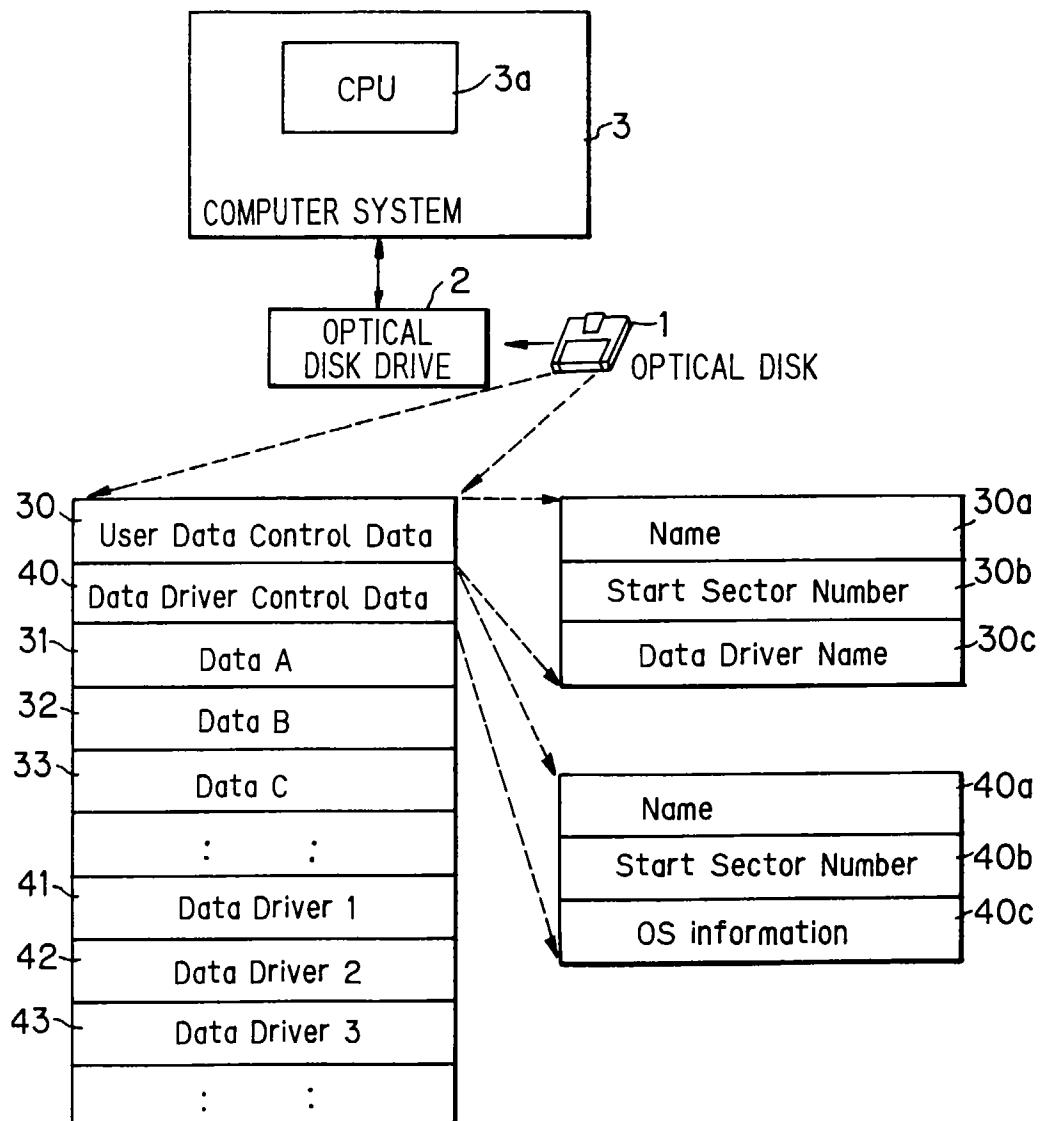 CPU
3a
3
COMPUTER SYSTEM
2
OPTICAL
DISK DRIVE
1
OPTICAL DISK
30
User Data Control Data
40
Data Driver Control Data
31
Data A
32
Data B
33
Data C
: :
41
Data Driver 1
42
Data Driver 2
43
Data Driver 3
: :
30a
Name
30b
Start Sector Number
30c
Data Driver Name
40a
Name
40b
Start Sector Number
40c
OS information